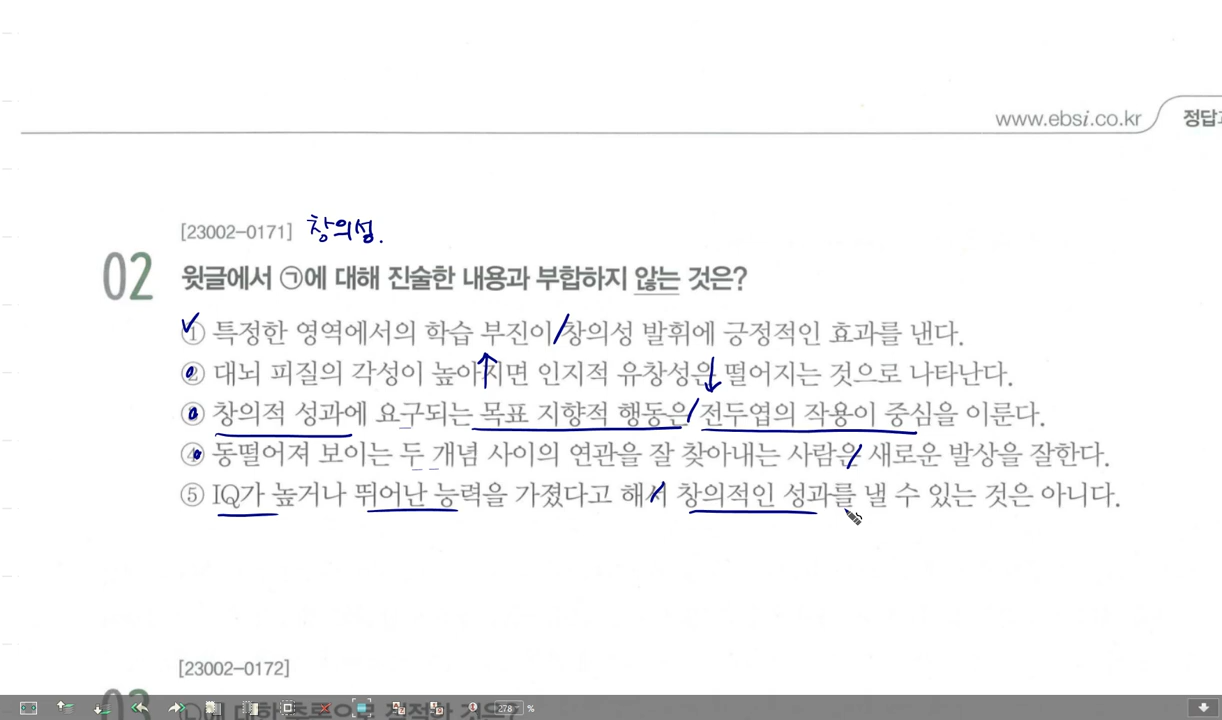 www.ebsi.co.kr 정답
[23002-0171] 창의성.
02 윗글에서 ㉠에 대해 진술한 내용과 부합하지 않는 것은?
① 특정한 영역에서의 학습 부진이 창의성 발휘에 긍정적인 효과를 낸다.
② 대뇌 피질의 각성이 높아지면 인지적 유창성은 떨어지는 것으로 나타난다.
③ 창의적 성과에 요구되는 목표 지향적 행동은 전두엽의 작용이 중심을 이룬다.
④ 동떨어져 보이는 두 개념 사이의 연관을 잘 찾아내는 사람은 새로운 발상을 잘한다.
⑤ IQ가 높거나 뛰어난 능력을 가졌다고 해서 창의적인 성과를 낼 수 있는 것은 아니다.
[23002-0172]
03
278 %